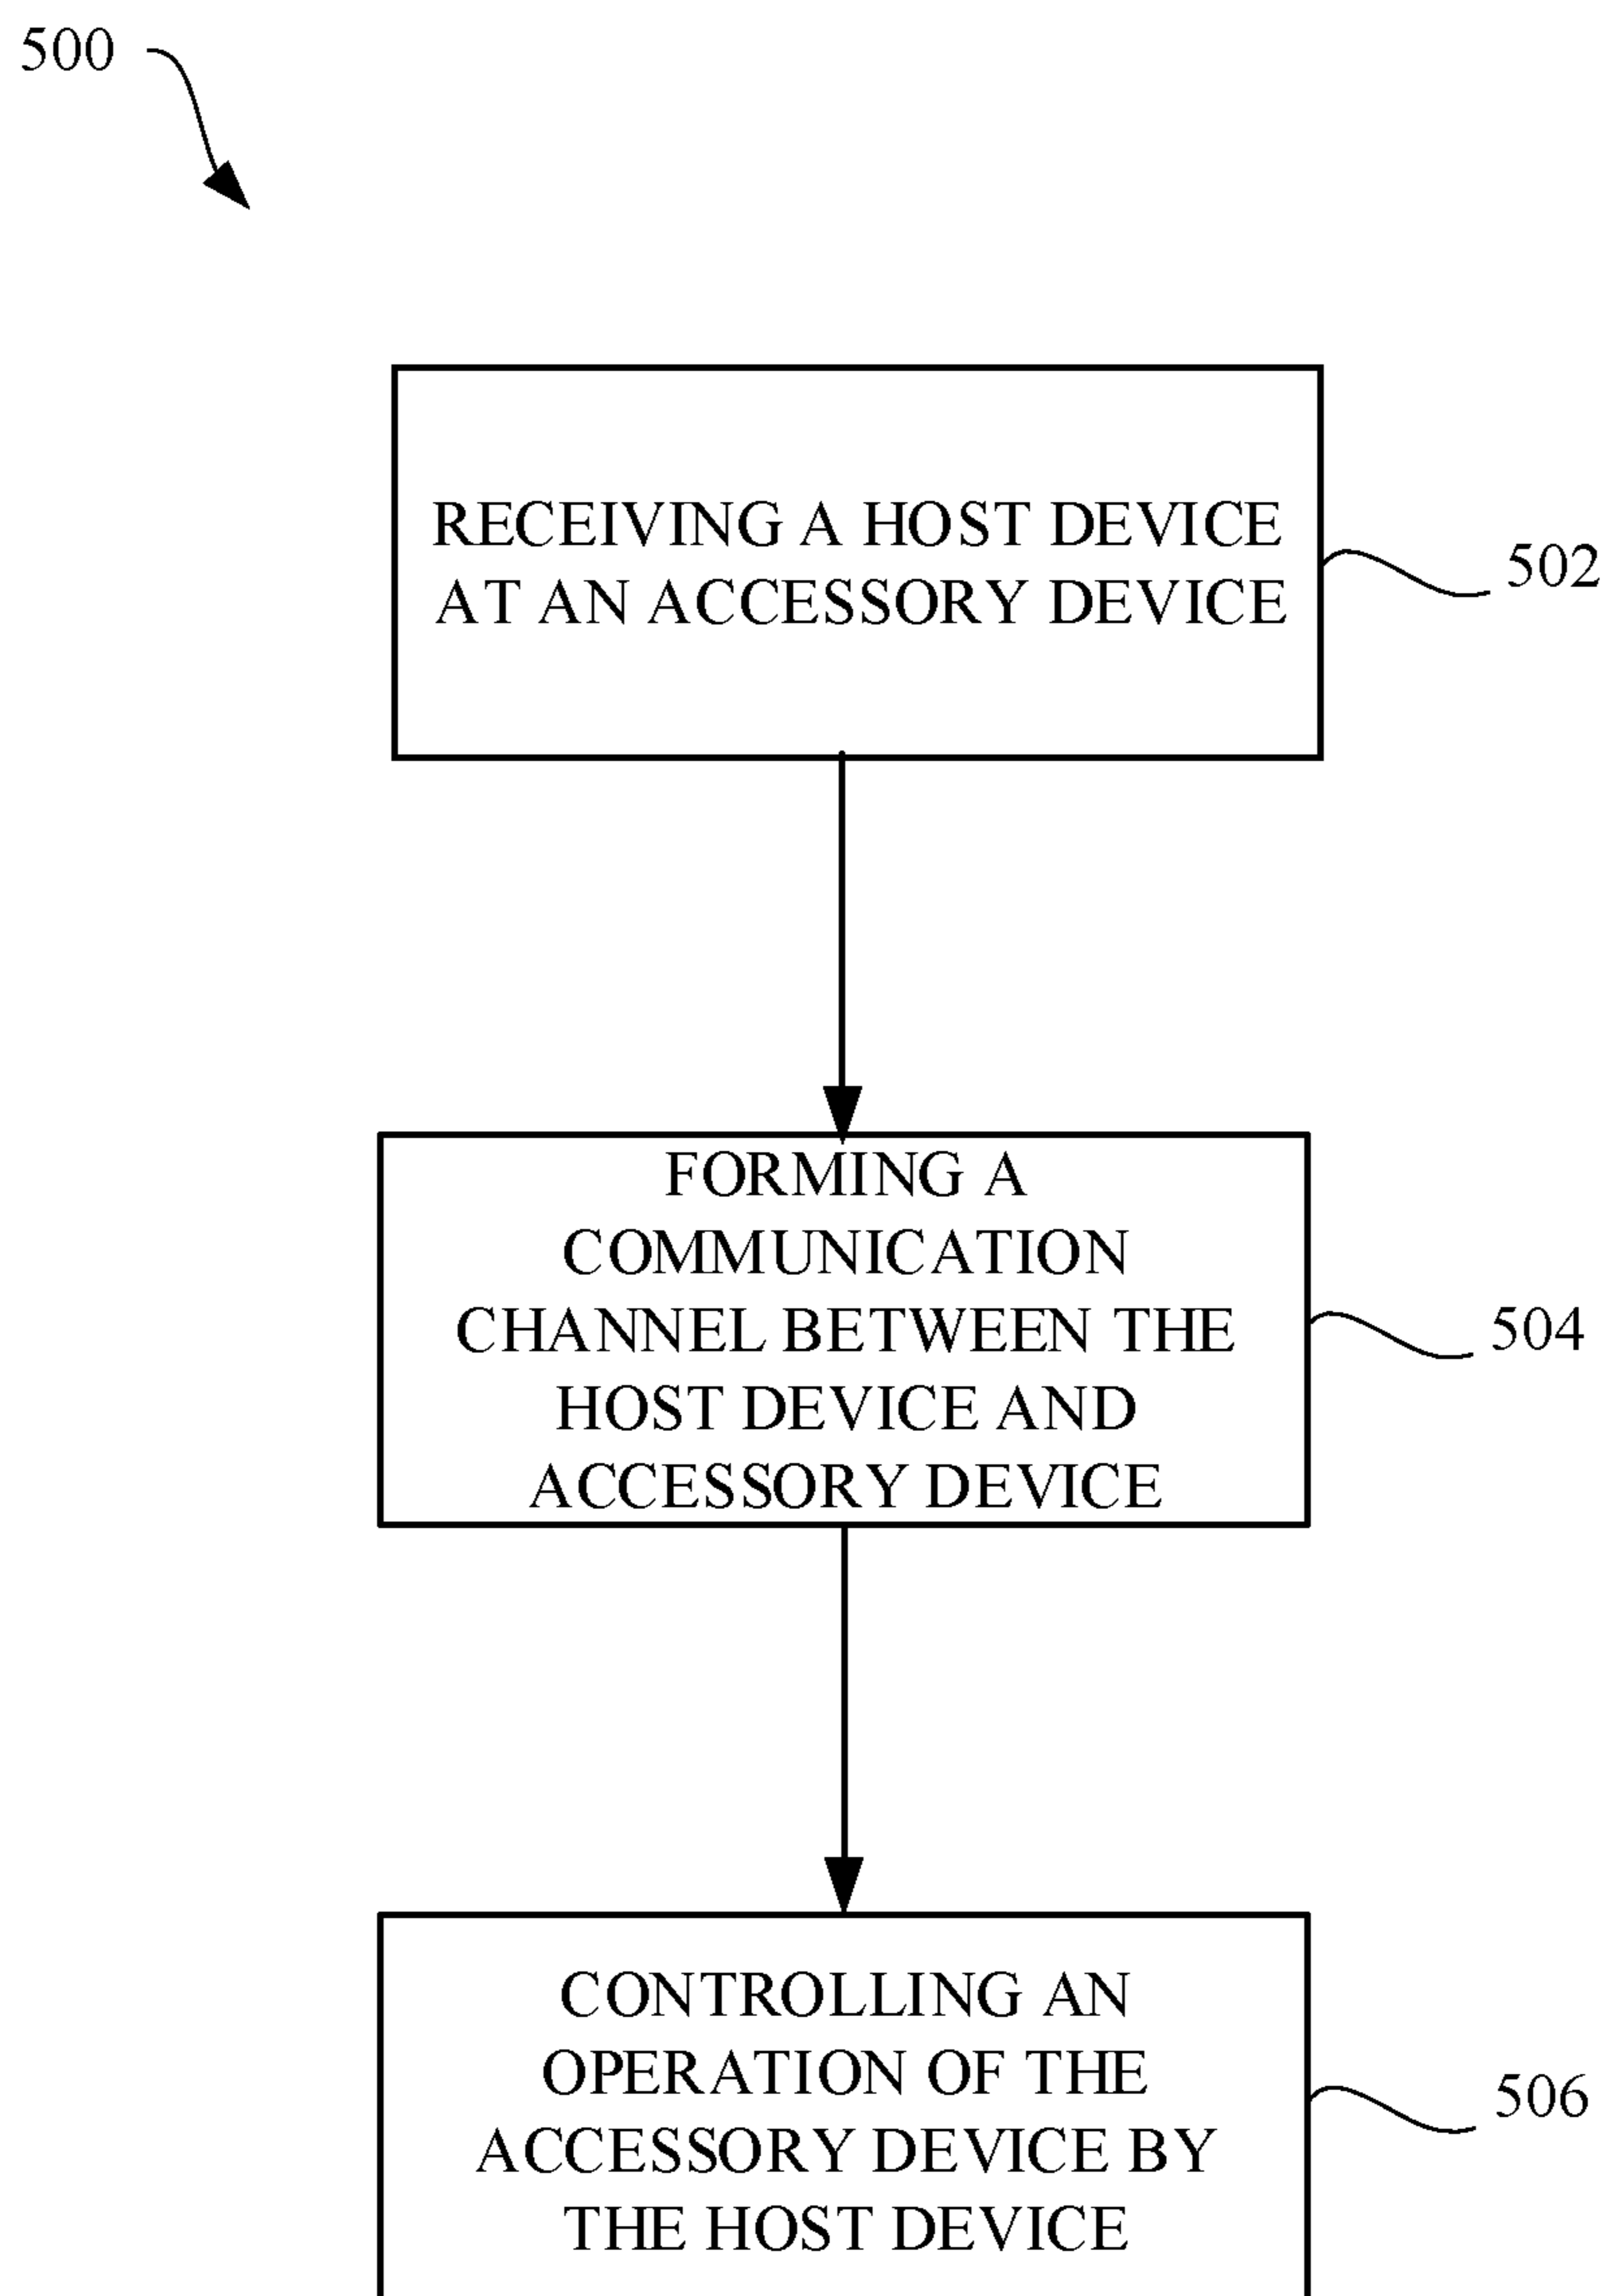 500
RECEIVING A HOST DEVICE
AT AN ACCESSORY DEVICE
502
FORMING A
COMMUNICATION
CHANNEL BETWEEN THE
HOST DEVICE AND
ACCESSORY DEVICE
504
CONTROLLING AN
OPERATION OF THE
ACCESSORY DEVICE BY
THE HOST DEVICE
506